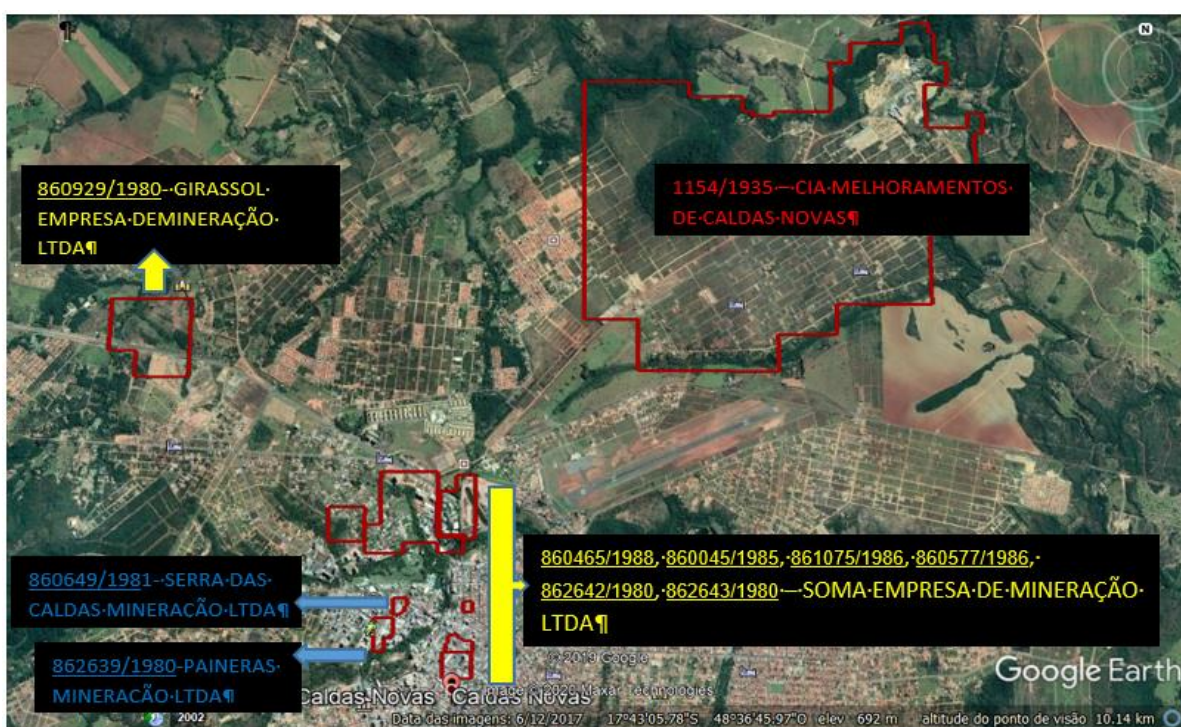 N
860929/1980-·-GIRASSOL·
EMPRESA·DEMINERAÇÃO·
LTDA¶
1154/1935-·–·CIA·MELHORAMENTOS·
DE·CALDAS·NOVAS¶
860649/1981-·-SERRA·DAS·
CALDAS·MINERAÇÃO·LTDA¶
862639/1980-PAINERAS·
MINERAÇÃO·LTDA¶
860465/1988,·860045/1985,·861075/1986,·860577/1986,·
862642/1980,·862643/1980·–·SOMA·EMPRESA·DE·MINERAÇÃO·
LTDA¶
© 2019 Google
Image © 2020 Maxar Technologies
Google Earth
Caldas Novas Caldas Novas
2002
Data das imagens: 6/12/2017 17°43'05.78"S 48°36'45.97"O elev 692 m altitude do ponto de visão 10.14 km